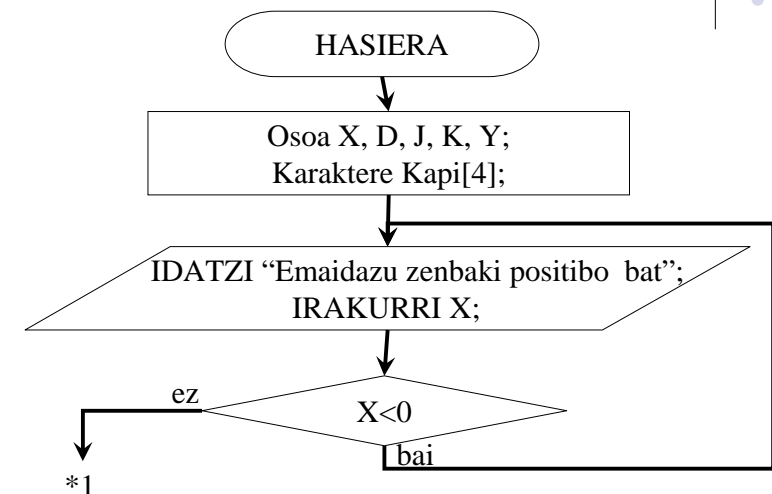 HASIERA
Osoa X, D, J, K, Y;
Karaktere Kapi[4];
IDATZI “Emaidazu zenbaki positibo bat”;
IRAKURRI X;
ez
X<0
bai
*1